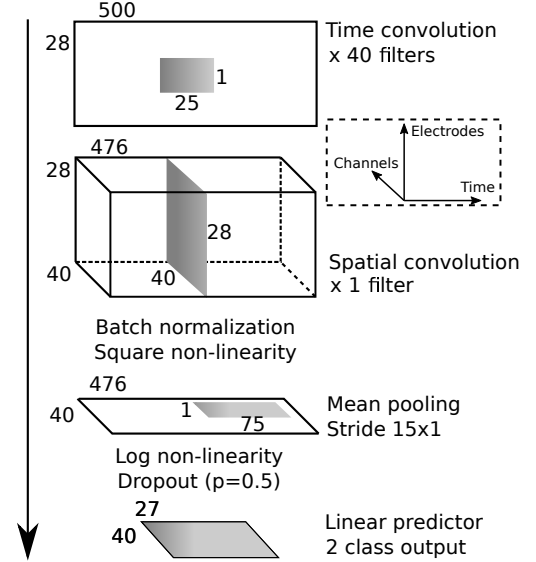 500
28
Time convolution
x 40 filters
1
25
476
28
Electrodes
Channels
Time
28
40
40
Spatial convolution
x 1 filter
Batch normalization
Square non-linearity
476
40
1
75
Mean pooling
Stride 15x1
Log non-linearity
Dropout (p=0.5)
27
40
Linear predictor
2 class output